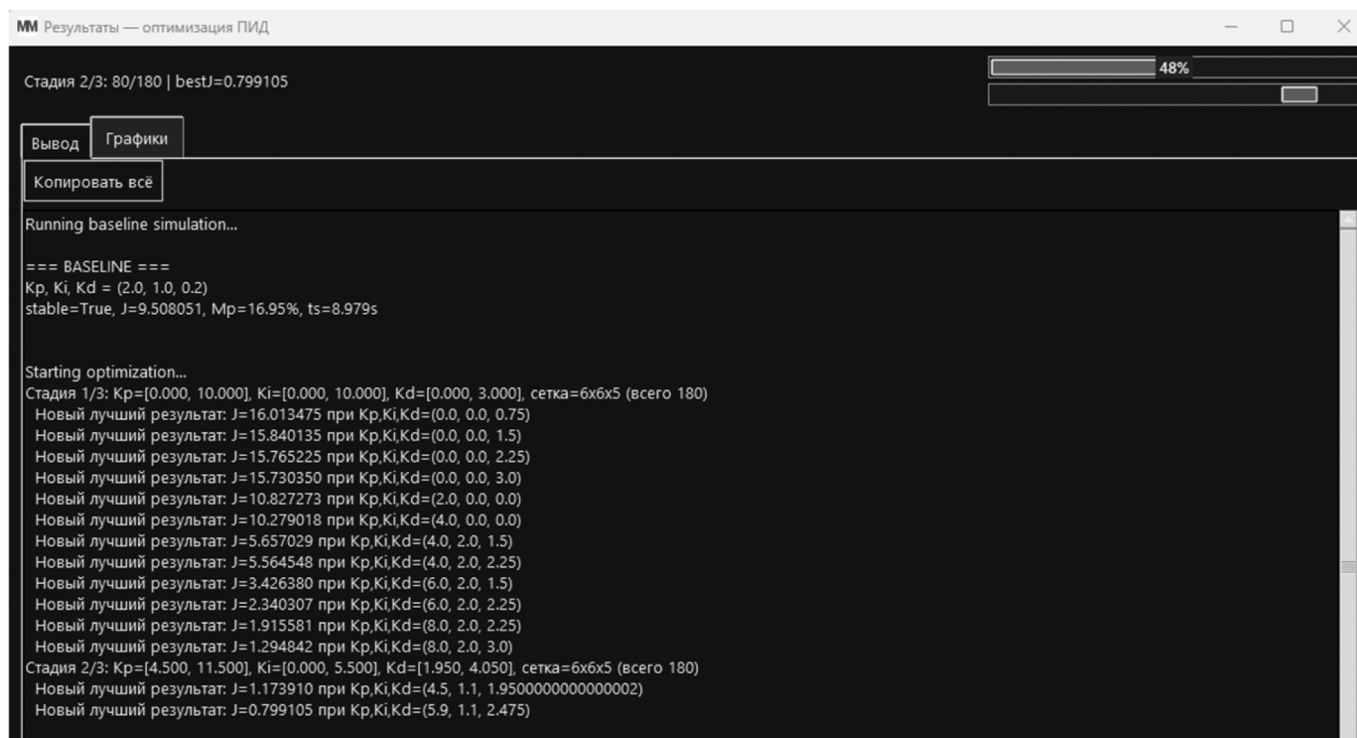 MM Результаты — оптимизация ПИД
Стадия 2/3: 80/180 | bestJ=0.799105
48%
Вывод
Графики
Копировать всё
Running baseline simulation...
=== BASELINE ===
Kp, Ki, Kd = (2.0, 1.0, 0.2)
stable=True, J=9.508051, Mp=16.95%, ts=8.979s
Starting optimization...
Стадия 1/3: Kp=[0.000, 10.000], Ki=[0.000, 10.000], Kd=[0.000, 3.000], сетка=6x6x5 (всего 180)
Новый лучший результат: J=16.013475 при Kp,Ki,Kd=(0.0, 0.0, 0.75)
Новый лучший результат: J=15.840135 при Kp,Ki,Kd=(0.0, 0.0, 1.5)
Новый лучший результат: J=15.765225 при Kp,Ki,Kd=(0.0, 0.0, 2.25)
Новый лучший результат: J=15.730350 при Kp,Ki,Kd=(0.0, 0.0, 3.0)
Новый лучший результат: J=10.827273 при Kp,Ki,Kd=(2.0, 0.0, 0.0)
Новый лучший результат: J=10.279018 при Kp,Ki,Kd=(4.0, 0.0, 0.0)
Новый лучший результат: J=5.657029 при Kp,Ki,Kd=(4.0, 2.0, 1.5)
Новый лучший результат: J=5.564548 при Kp,Ki,Kd=(4.0, 2.0, 2.25)
Новый лучший результат: J=3.426380 при Kp,Ki,Kd=(6.0, 2.0, 1.5)
Новый лучший результат: J=2.340307 при Kp,Ki,Kd=(6.0, 2.0, 2.25)
Новый лучший результат: J=1.915581 при Kp,Ki,Kd=(8.0, 2.0, 2.25)
Новый лучший результат: J=1.294842 при Kp,Ki,Kd=(8.0, 2.0, 3.0)
Стадия 2/3: Kp=[4.500, 11.500], Ki=[0.000, 5.500], Kd=[1.950, 4.050], сетка=6x6x5 (всего 180)
Новый лучший результат: J=1.173910 при Kp,Ki,Kd=(4.5, 1.1, 1.9500000000000002)
Новый лучший результат: J=0.799105 при Kp,Ki,Kd=(5.9, 1.1, 2.475)